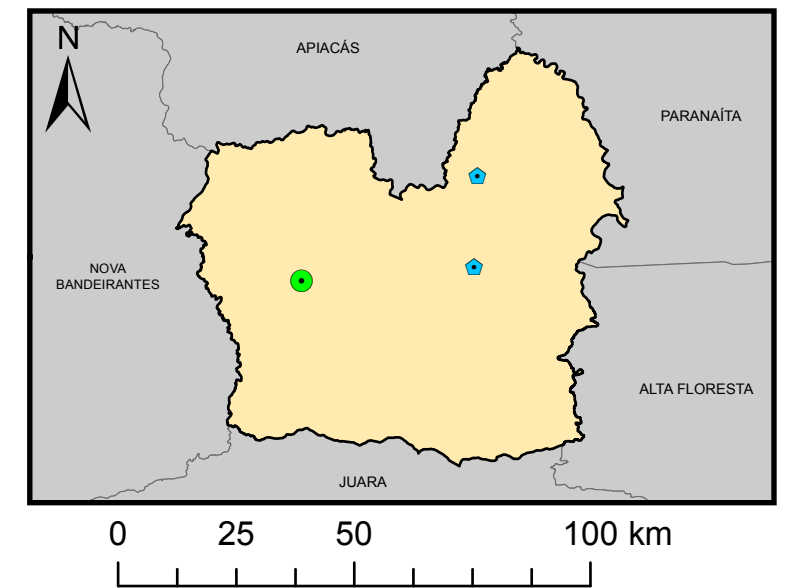 N
APIACÁS
PARANAÍTA
NOVA
BANDEIRANTES
ALTA FLORESTA
JUARA
0 25 50 100 km